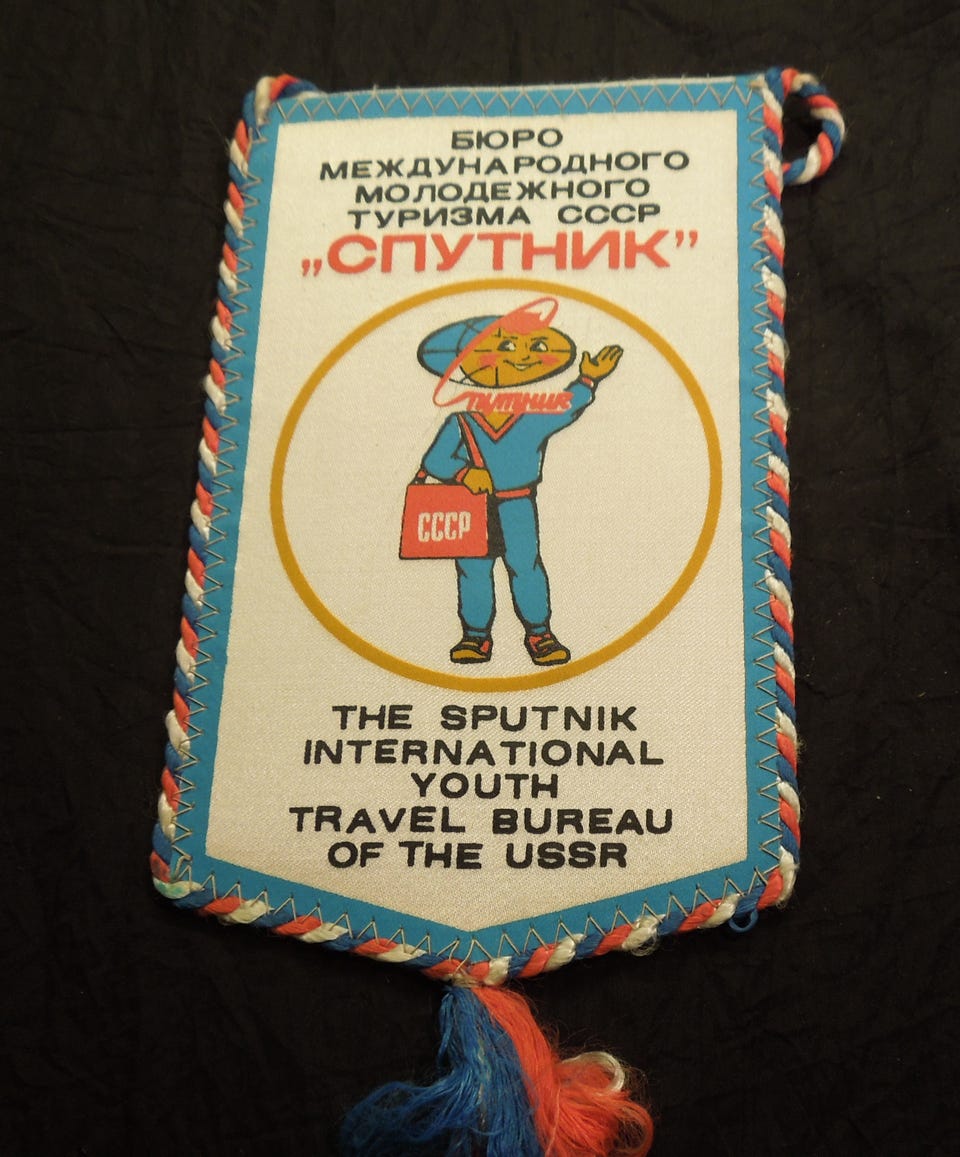 БЮРО
МЕЖДУНАРОДНОГО
МОЛОДЕЖНОГО
ТУРИЗМА СССР
„СПУТНИК”
Спутник
СССР
THE SPUTNIK
INTERNATIONAL
YOUTH
TRAVEL BUREAU
OF THE USSR